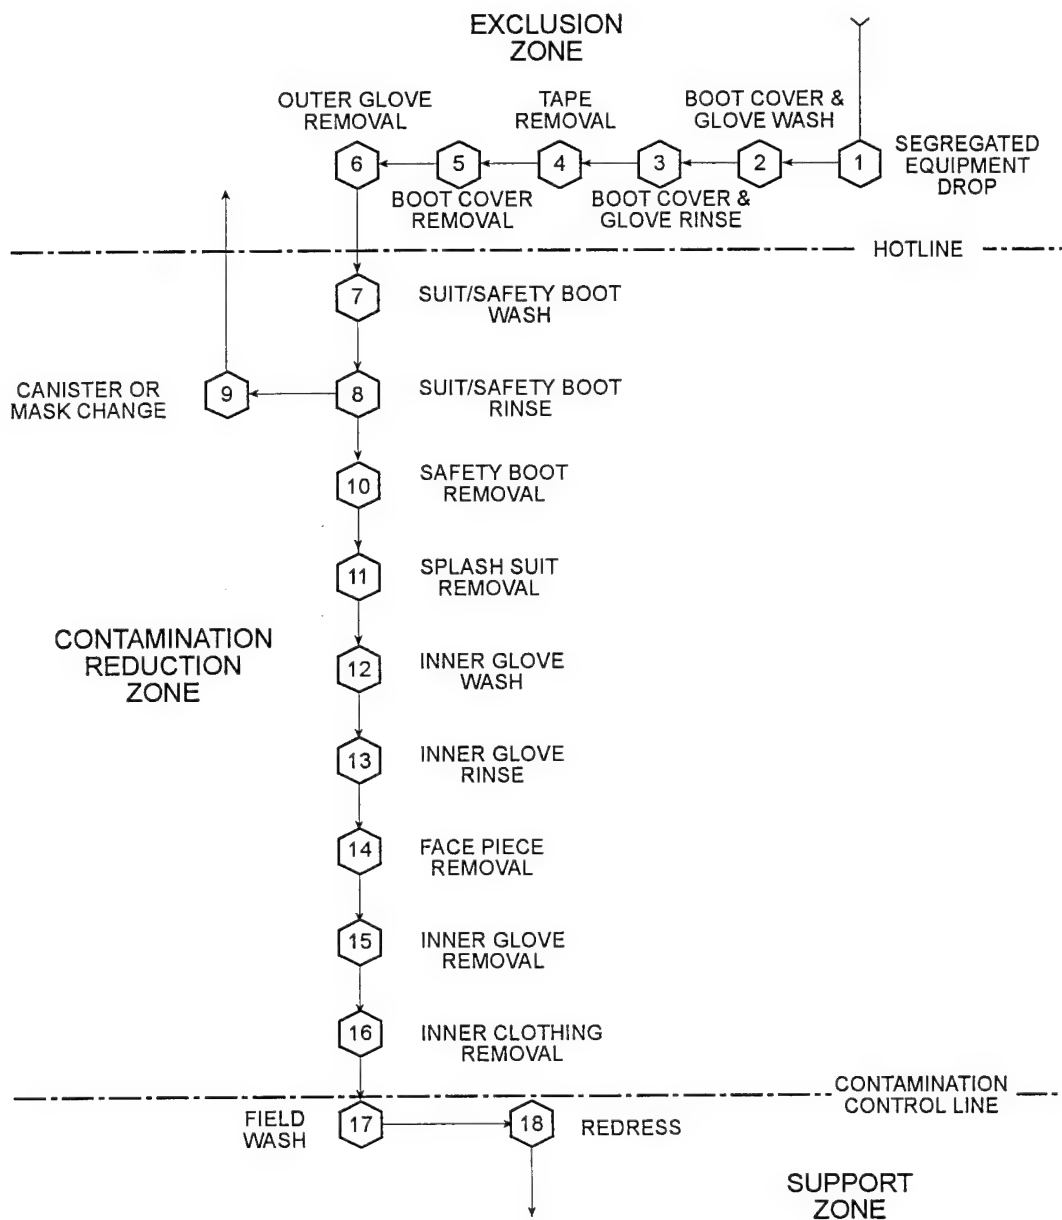 EXCLUSION
ZONE
OUTER GLOVE
REMOVAL
TAPE
REMOVAL
BOOT COVER &
GLOVE WASH
6
5
4
3
2
1
SEGREGATED
EQUIPMENT
DROP
BOOT COVER
REMOVAL
BOOT COVER &
GLOVE RINSE
HOTLINE
7
SUIT/SAFETY BOOT
WASH
CANISTER OR
MASK CHANGE
9
8
SUIT/SAFETY BOOT
RINSE
10
SAFETY BOOT
REMOVAL
11
SPLASH SUIT
REMOVAL
CONTAMINATION
REDUCTION
ZONE
12
INNER GLOVE
WASH
13
INNER GLOVE
RINSE
14
FACE PIECE
REMOVAL
15
INNER GLOVE
REMOVAL
16
INNER CLOTHING
REMOVAL
CONTAMINATION
CONTROL LINE
FIELD
WASH
17
18
REDRESS
SUPPORT
ZONE